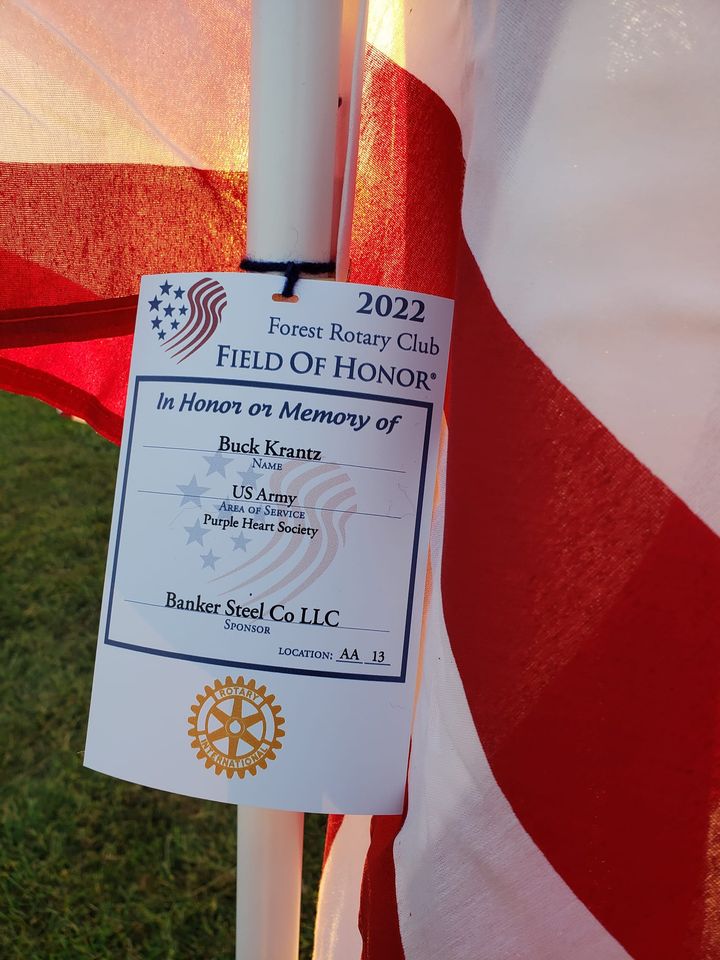 2022
Forest Rotary Club
FIELD OF HONOR®
In Honor or Memory of
Buck Krantz
NAME
US Army
AREA OF SERVICE
Purple Heart Society
Banker Steel Co LLC
SPONSOR
LOCATION: AA 13
ROTARY
INTERNATIONAL